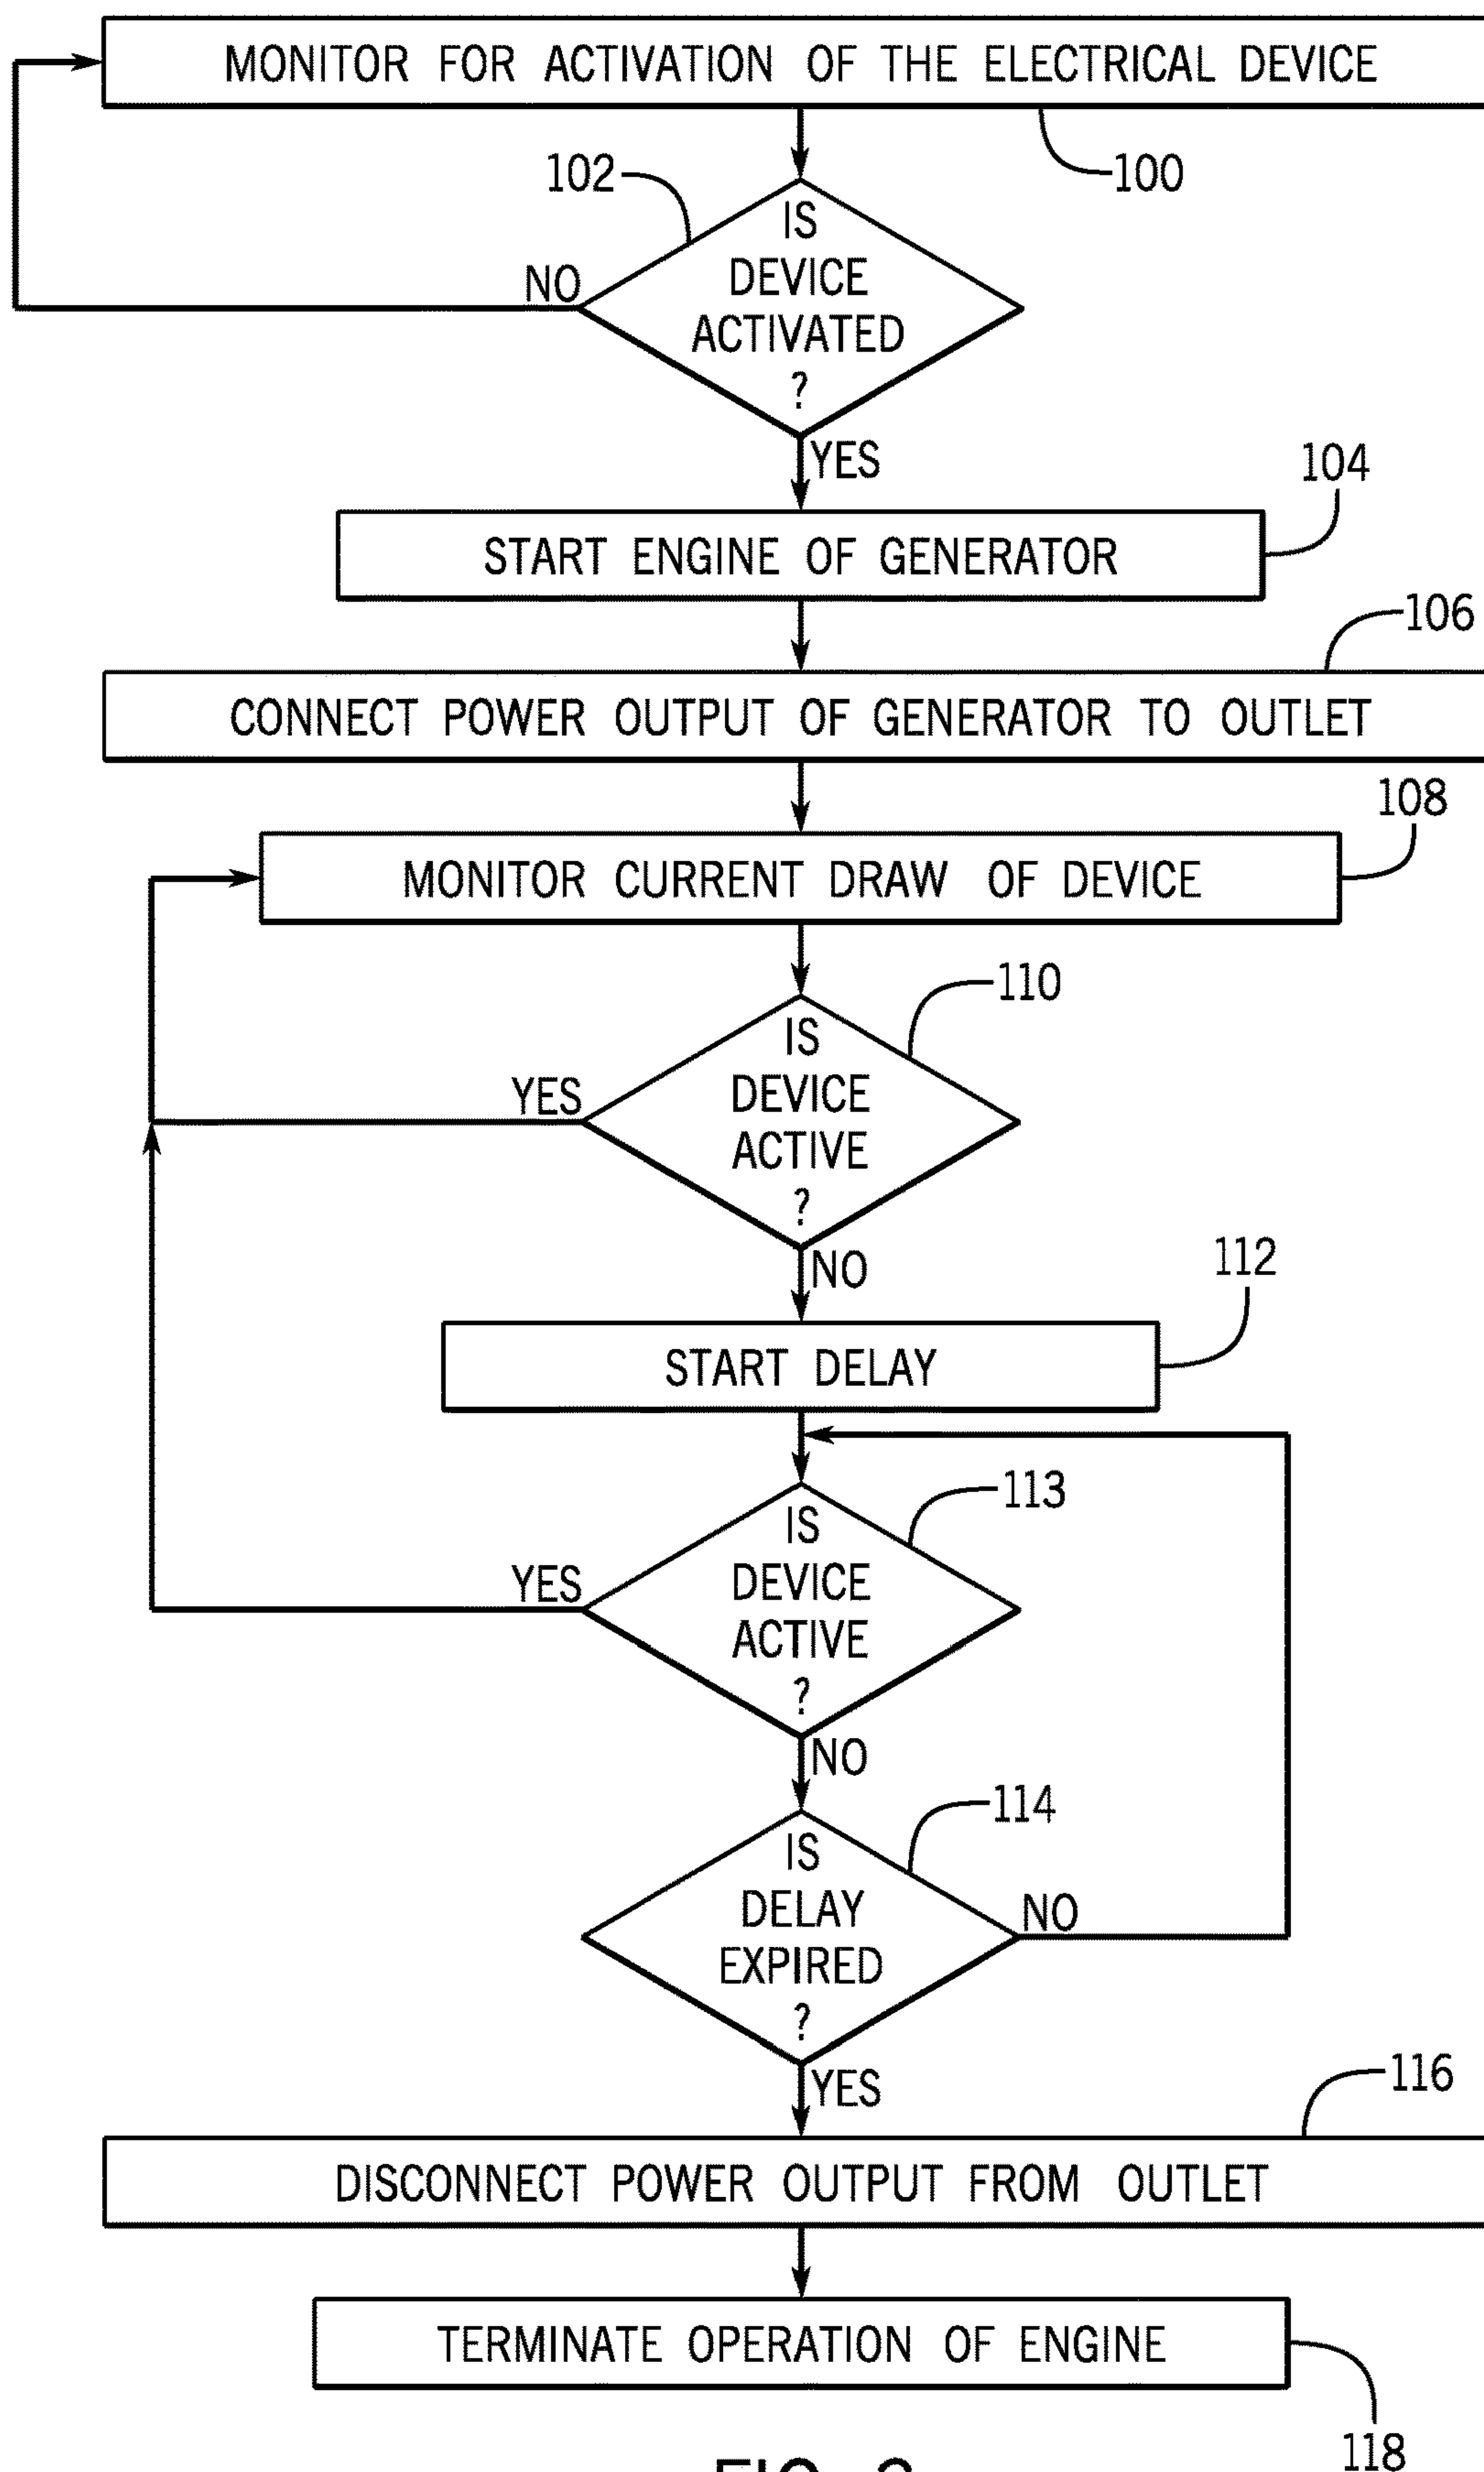 MONITOR FOR ACTIVATION OF THE ELECTRICAL DEVICE
100
102
IS
DEVICE
ACTIVATED
?
NO
YES
104
START ENGINE OF GENERATOR
106
CONNECT POWER OUTPUT OF GENERATOR TO OUTLET
108
MONITOR CURRENT DRAW OF DEVICE
110
IS
DEVICE
ACTIVE
?
YES
NO
112
START DELAY
113
IS
DEVICE
ACTIVE
?
YES
NO
114
IS
DELAY
EXPIRED
?
NO
YES
116
DISCONNECT POWER OUTPUT FROM OUTLET
TERMINATE OPERATION OF ENGINE
118
FIG.